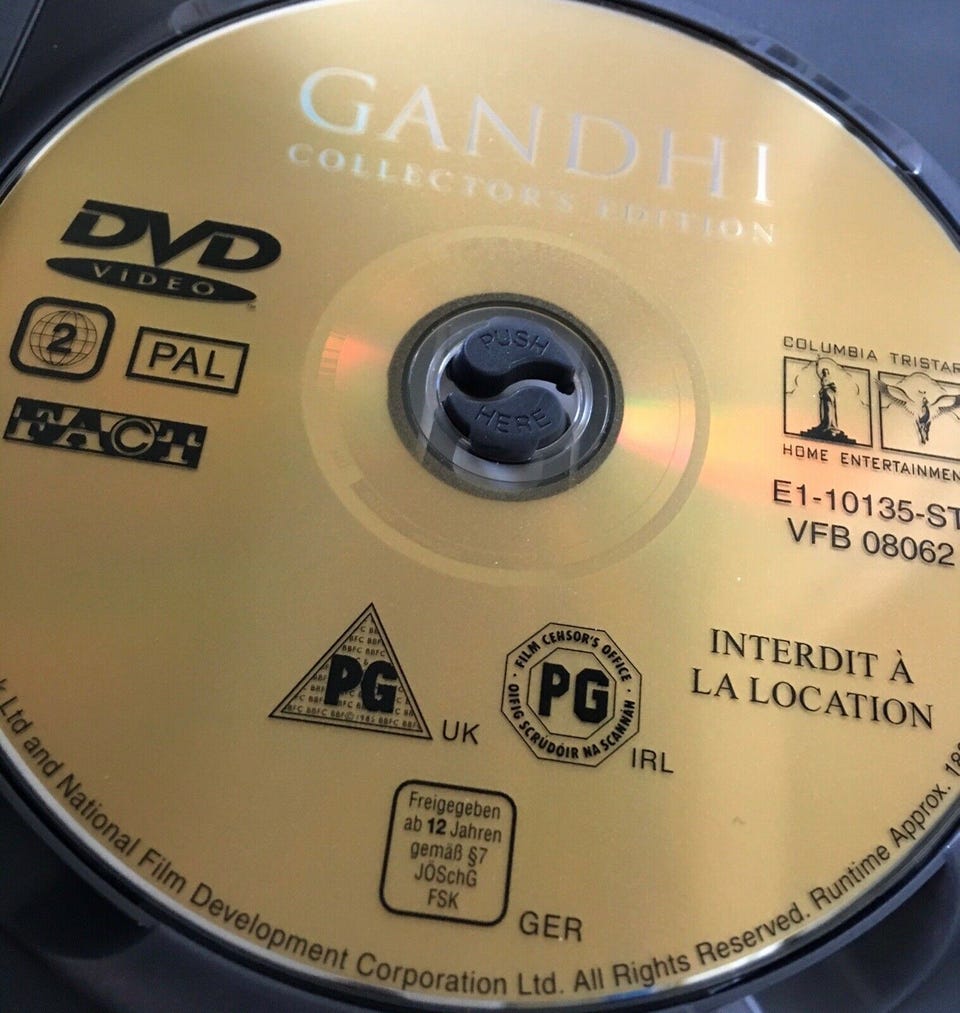 GANDHI
COLLECTOR'S EDITION
DVD
VIDEO
2
PAL
FACT
PUSH
HERE
COLUMBIA TRISTAR
HOME ENTERTAINMEN
E1-10135-ST
VFB 08062
INTERDIT À
LA LOCATION
PG
UK
FILM CENSOR'S OFFICE
PG
OIFIG SCRÚDÓIR NA SCANNÁN
IRL
Freigegeben
ab 12 Jahren
gemäß §7
JÖSchG
FSK
GER
Ltd and National Film Development Corporation Ltd. All Rights Reserved. Runtime Approx.